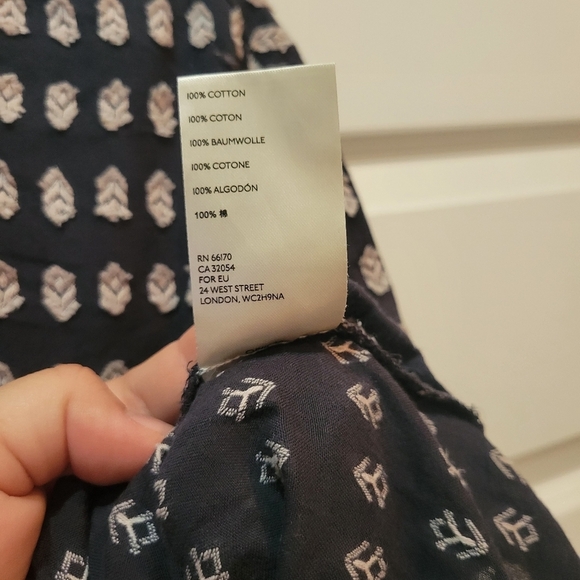 100% COTTON
100% COTON
100% BAUMWOLLE
100% COTONE
100% ALGODÓN
100% 棉
RN 66170
CA 32054
FOR EU
24 WEST STREET
LONDON, WC2H9NA